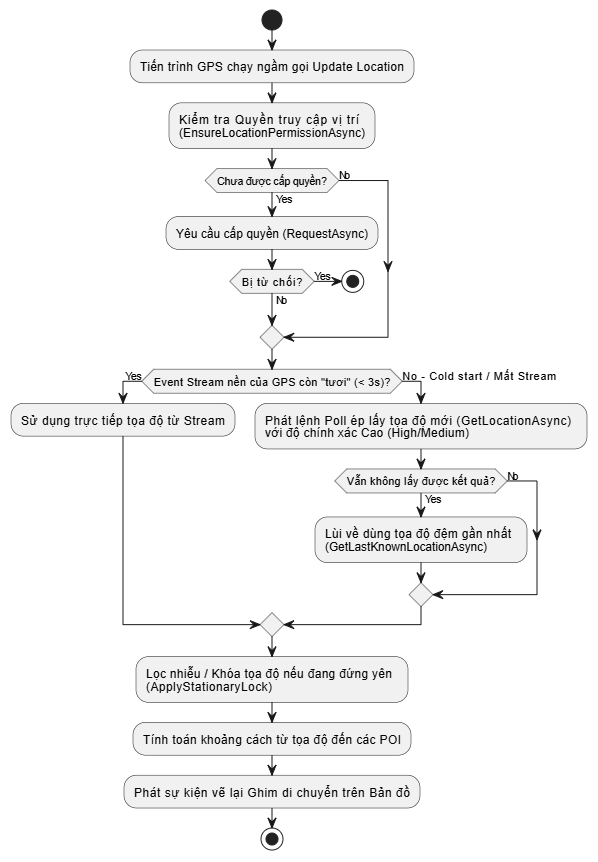 Tiến trình GPS chạy ngầm gọi Update Location
Kiểm tra Quyền truy cập vị trí
(EnsureLocationPermissionAsync)
Chưa được cấp quyền?
No
Yes
Yêu cầu cấp quyền (RequestAsync)
Bị từ chối?
Yes
No
Yes
Event Stream nền của GPS còn "tươi" (< 3s)?
No - Cold start / Mất Stream
Sử dụng trực tiếp tọa độ từ Stream
Phát lệnh Poll ép lấy tọa độ mới (GetLocationAsync)
với độ chính xác Cao (High/Medium)
Vẫn không lấy được kết quả?
No
Yes
Lùi về dùng tọa độ đệm gần nhất
(GetLastKnownLocationAsync)
Lọc nhiễu / Khóa tọa độ nếu đang đứng yên
(ApplyStationaryLock)
Tính toán khoảng cách từ tọa độ đến các POI
Phát sự kiện vẽ lại Ghim di chuyển trên Bản đồ